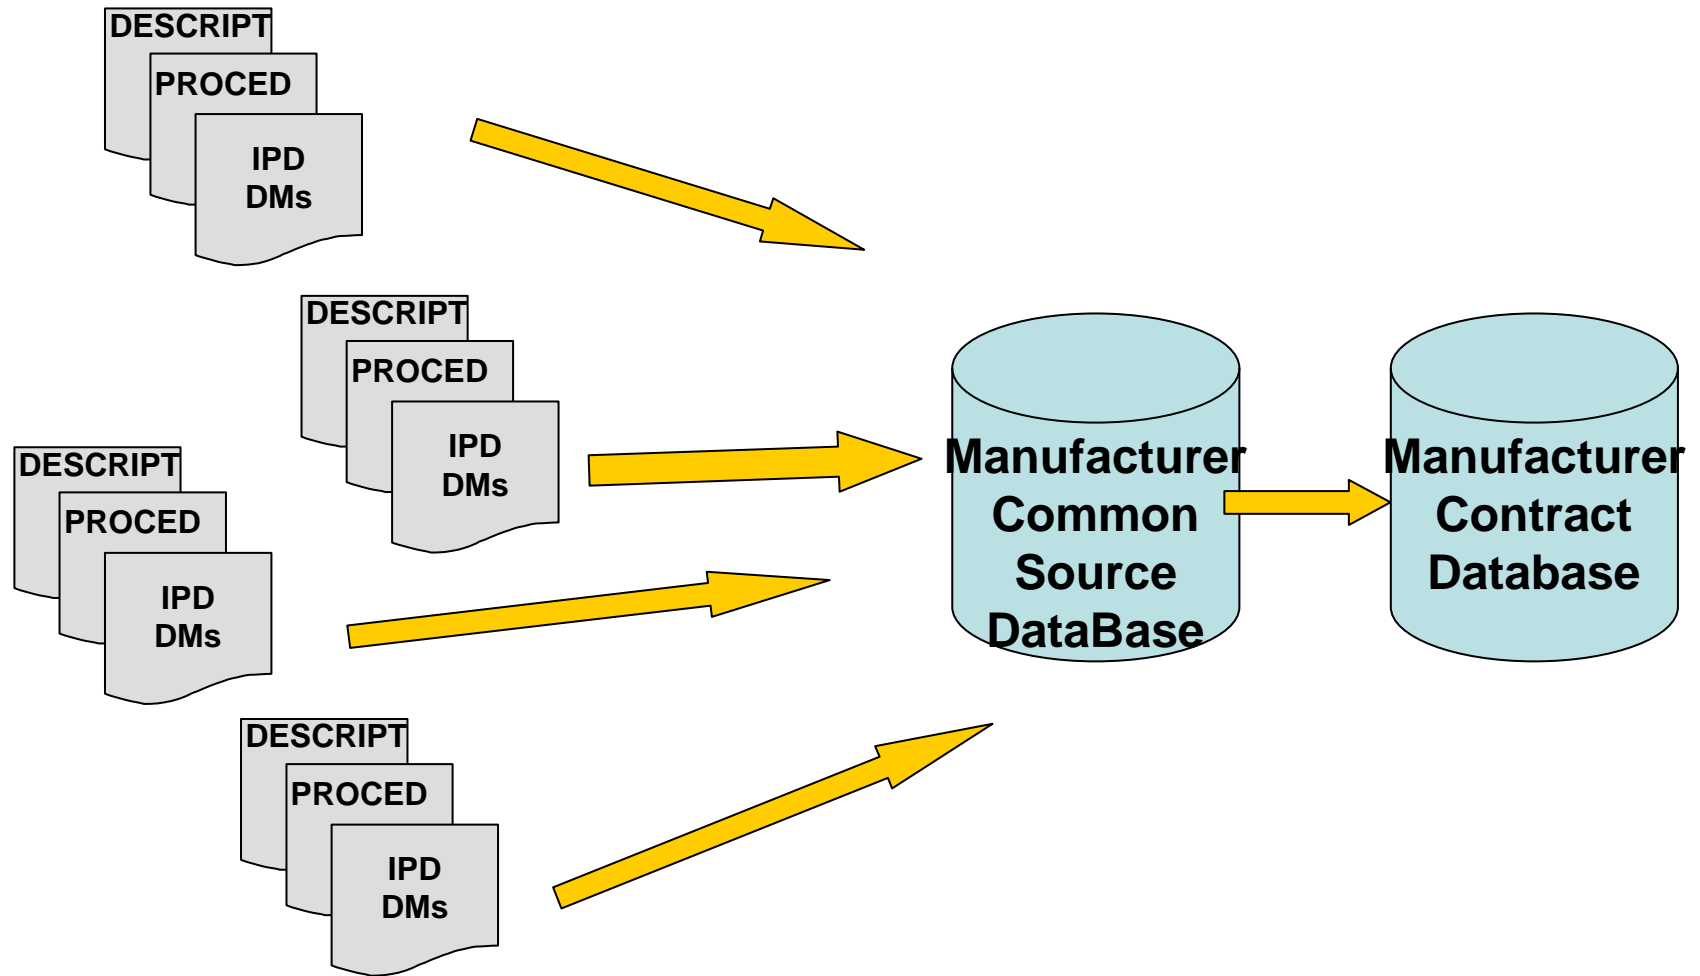 DESCRIPT
PROCED
IPD
DMs
DESCRIPT
PROCED
IPD
DMs
DESCRIPT
PROCED
IPD
DMs
DESCRIPT
PROCED
IPD
DMs
Manufacturer
Common
Source
DataBase
Manufacturer
Contract
Database